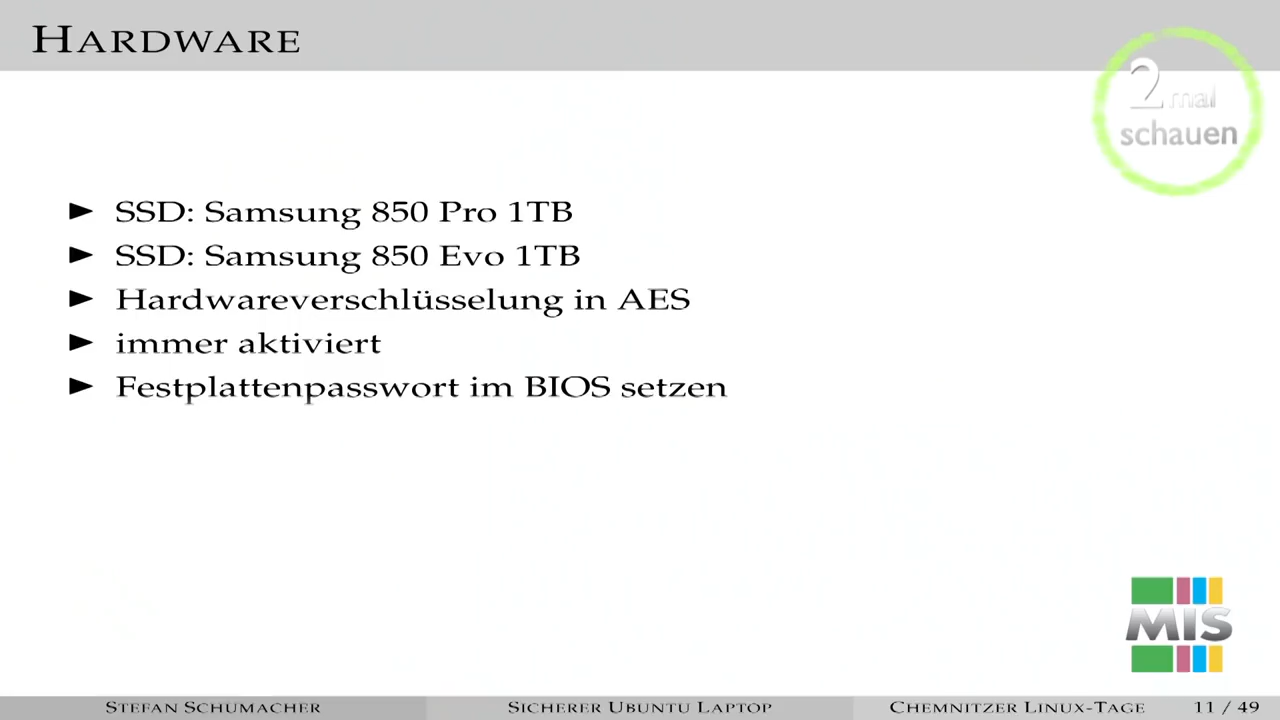 HARDWARE
2 mal
schauen
► SSD: Samsung 850 Pro 1TB
► SSD: Samsung 850 Evo 1TB
► Hardwareverschlüsselung in AES
► immer aktiviert
► Festplattenpasswort im BIOS setzen
MIS
STEFAN SCHUMACHER SICHERER UBUNTU LAPTOP CHEMNITZER LINUX-TAGE 11 / 49